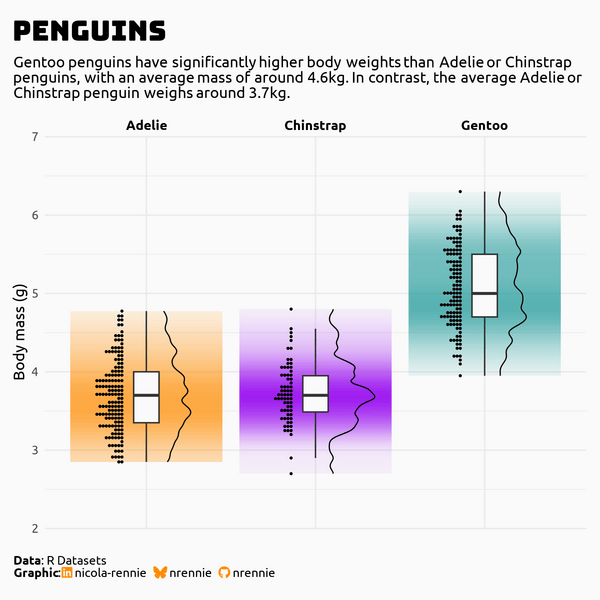 PENGUINS
Gentoo penguins have significantly higher body weights than Adelie or Chinstrap
penguins, with an average mass of around 4.6kg. In contrast, the average Adelie or
Chinstrap penguin weighs around 3.7kg.
Adelie Chinstrap Gentoo
7
6
5
4
3
2
Body mass (g)
Data: R Datasets
Graphic: in nicola-rennie nrennie nrennie